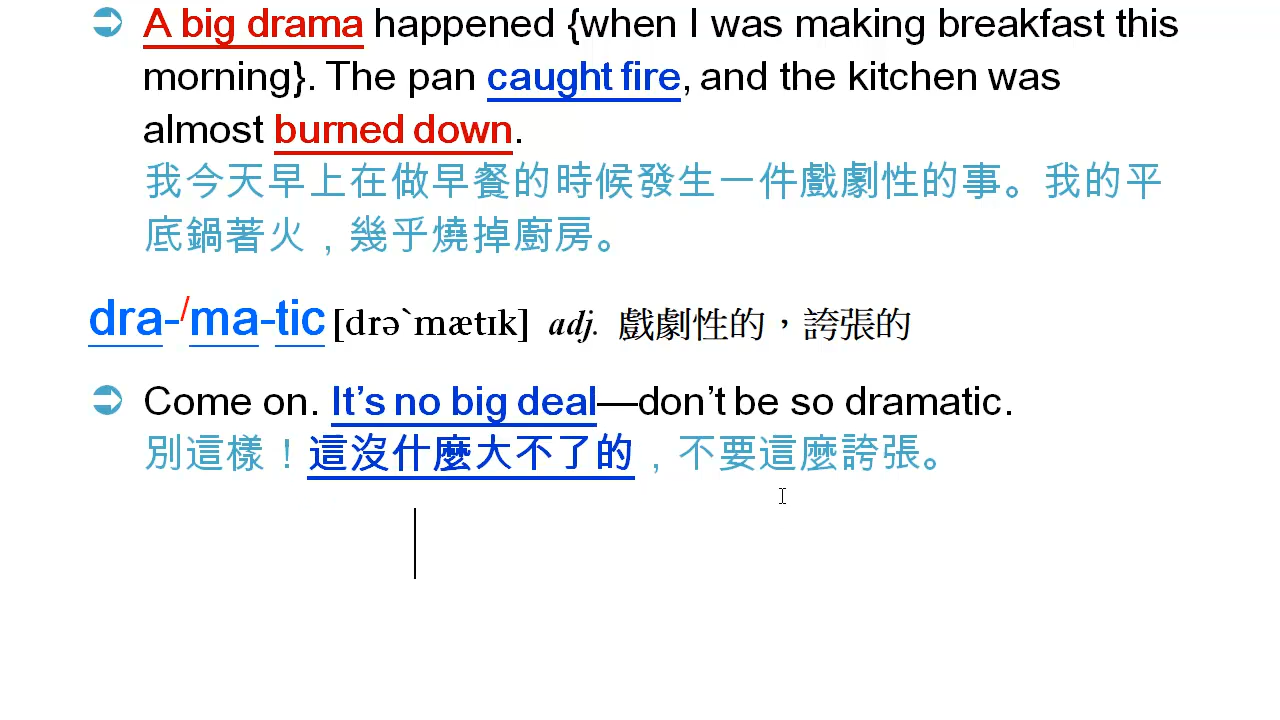 A big drama happened {when I was making breakfast this
morning}. The pan caught fire, and the kitchen was
almost burned down.
我今天早上在做早餐的時候發生一件戲劇性的事。我的平
底鍋著火，幾乎燒掉廚房。
dra-/ma-tic [drə`mætɪk] adj. 戲劇性的，誇張的
Come on. It’s no big deal—don’t be so dramatic.
別這樣！這沒什麼大不了的，不要這麼誇張。